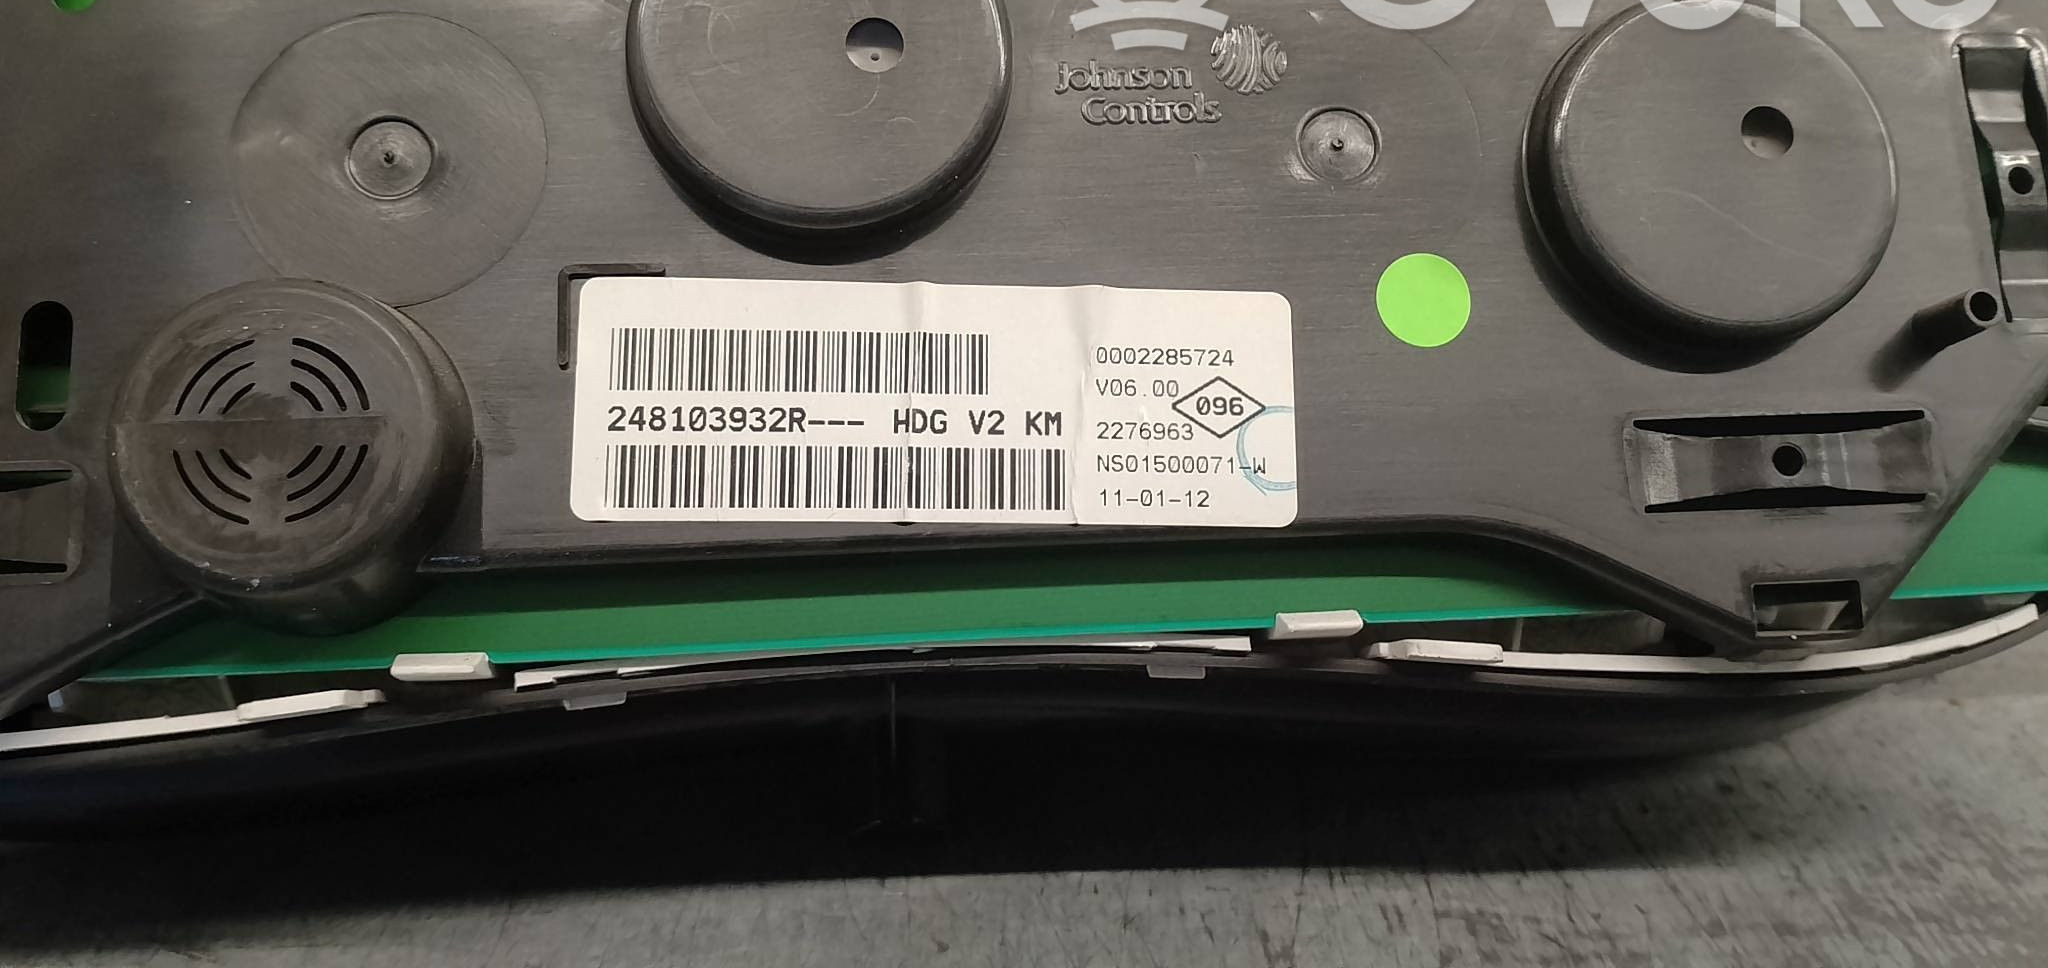 Johnson
Controls
0002285724
V06.00
096
248103932R--- HDG V2 KM
2276963
NS01500071-W
11-01-12